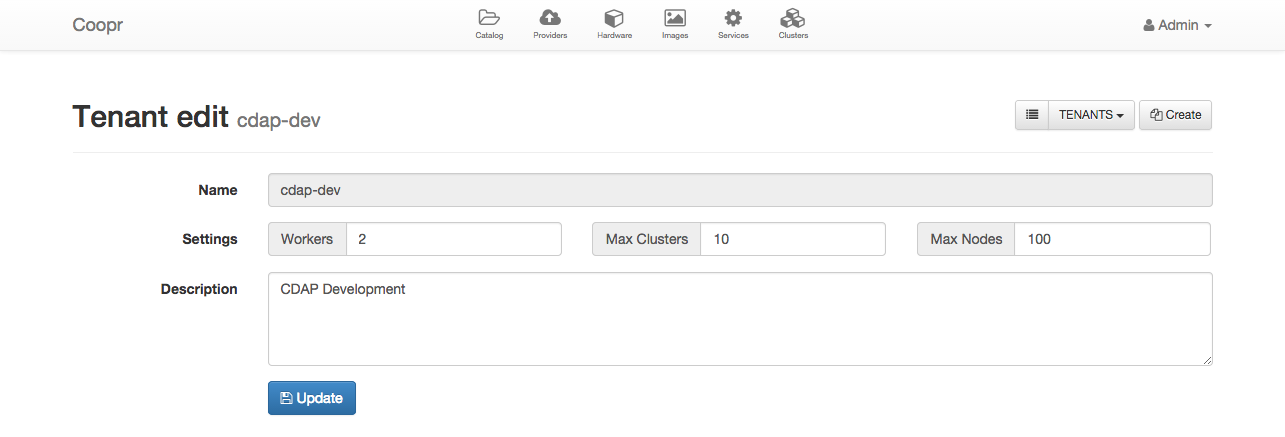 Coopr
Catalog Providers Hardware Images Services Clusters
Admin
Tenant edit cdap-dev
TENANTS Create
Name cdap-dev
Settings Workers 2 Max Clusters 10 Max Nodes 100
Description CDAP Development
Update